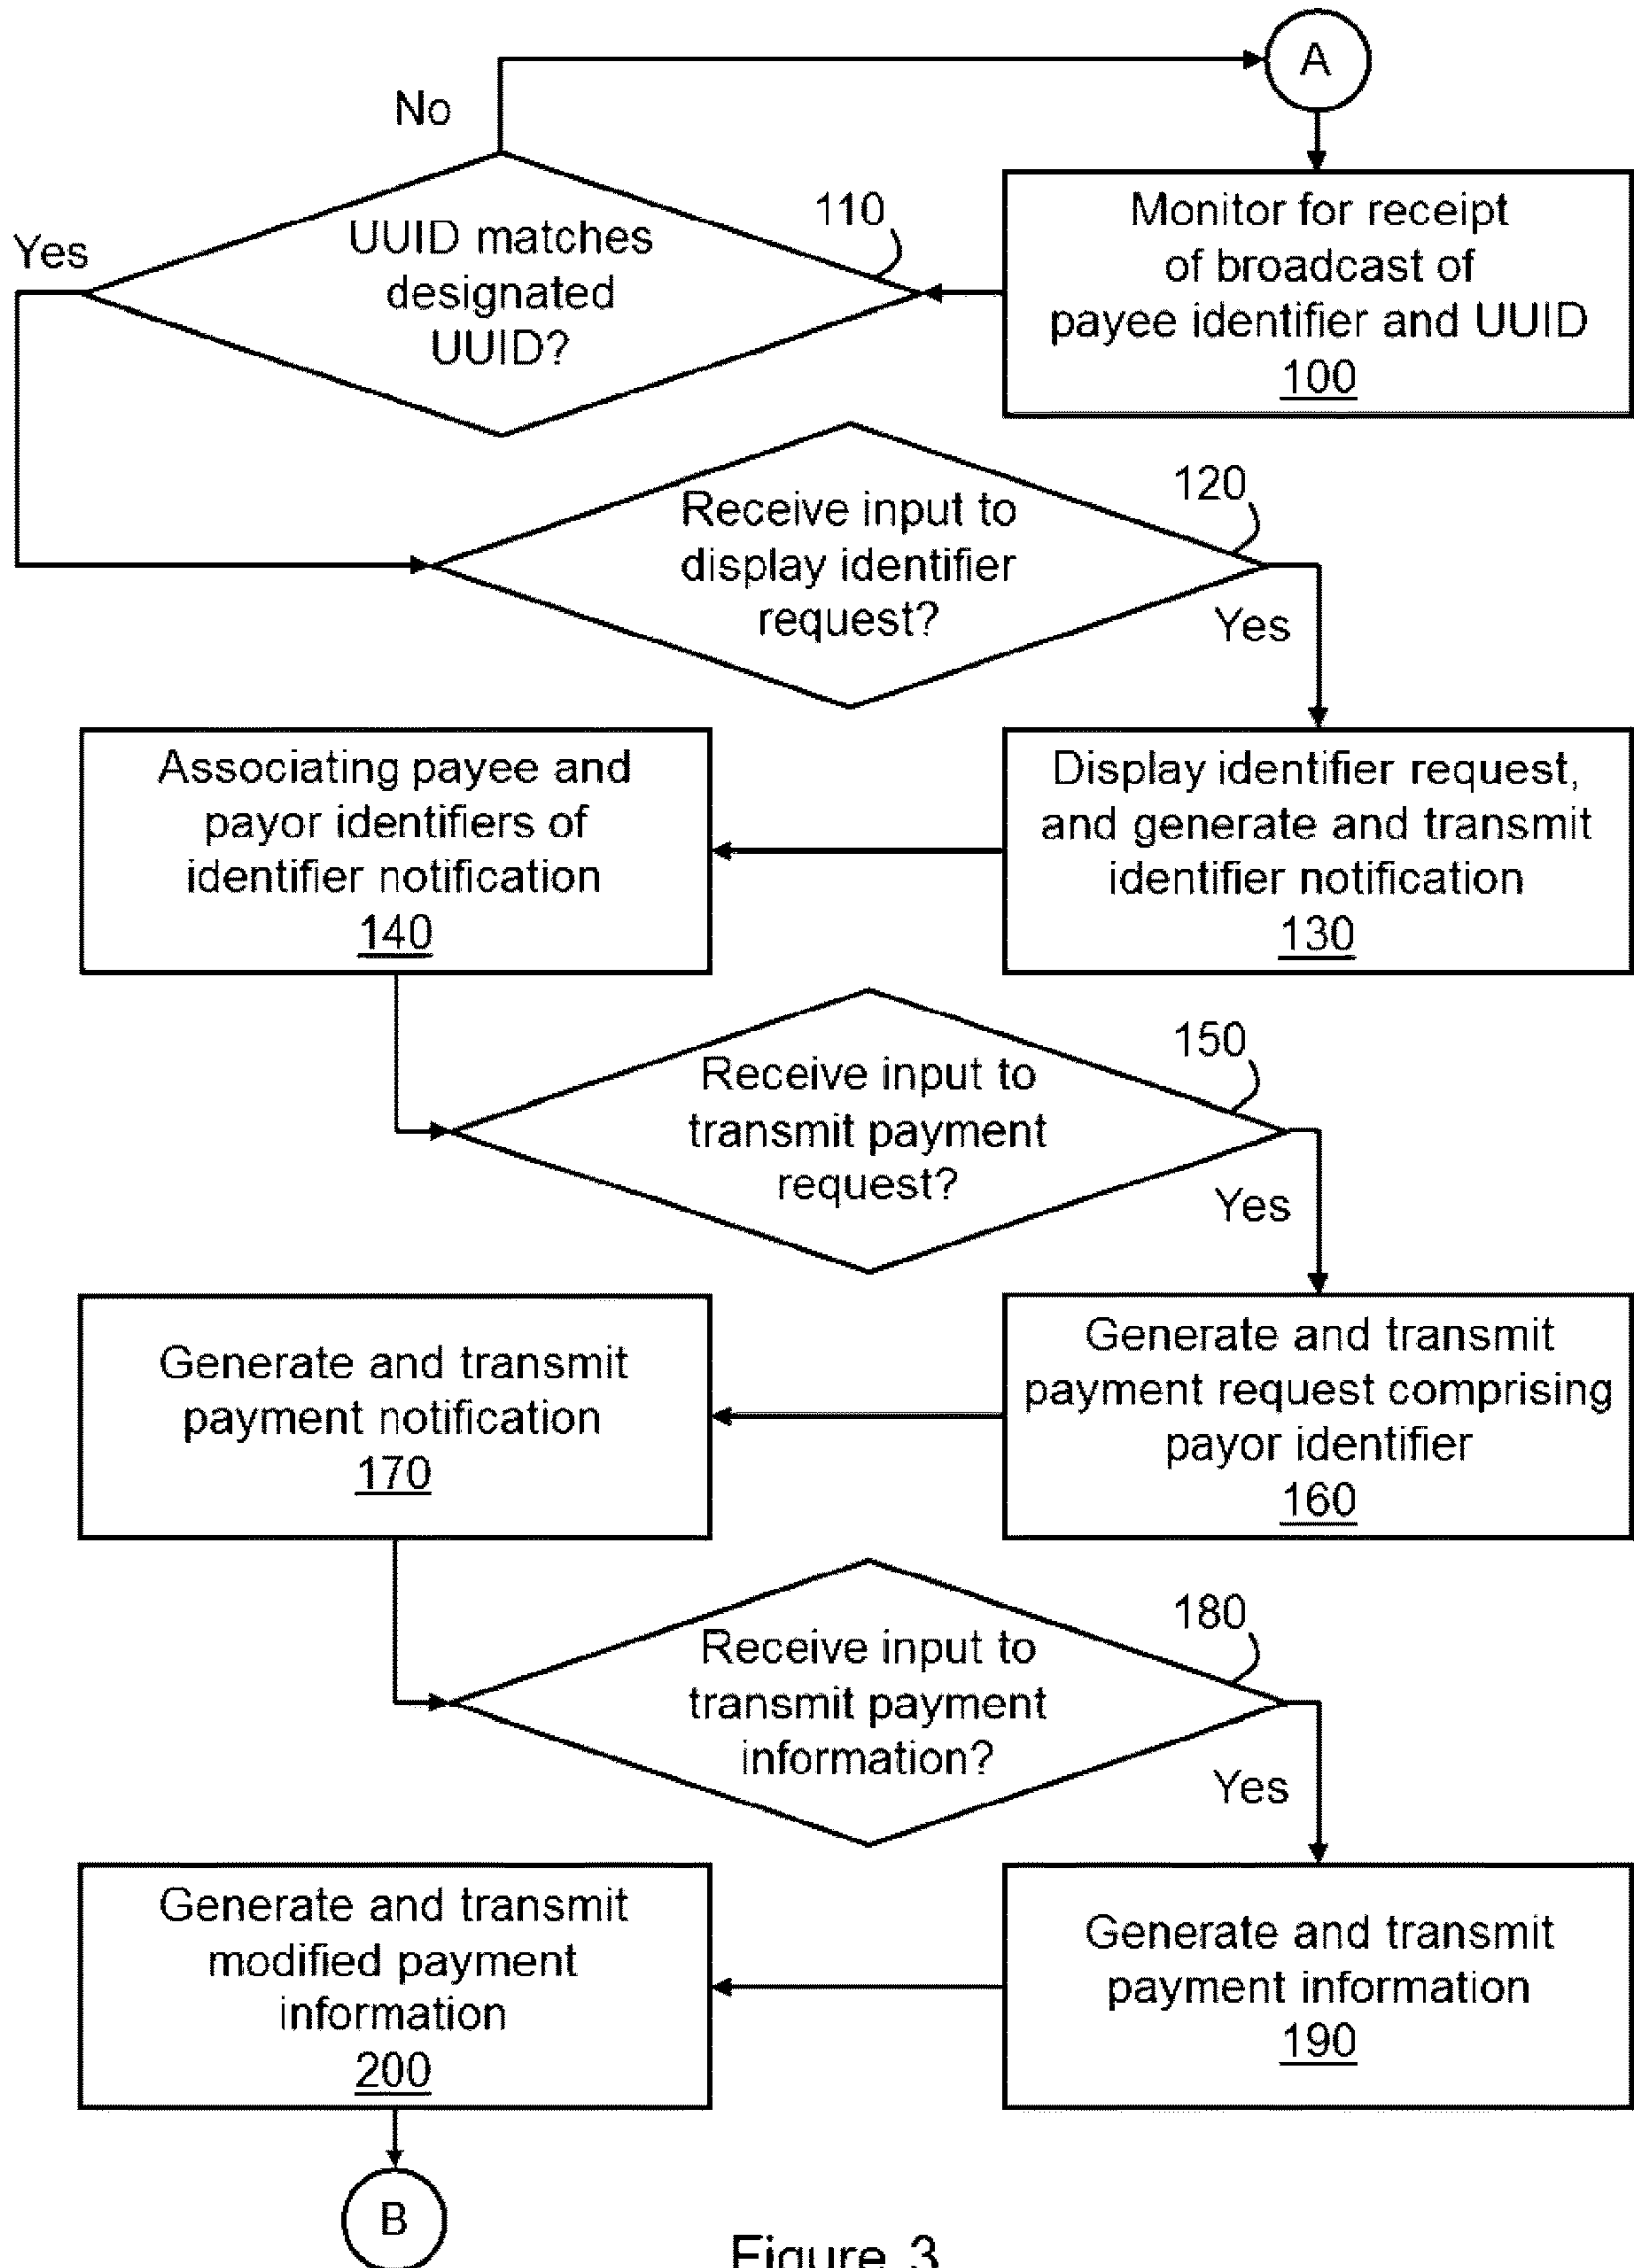 A
No
Monitor for receipt
of broadcast of
payee identifier and UUID
100
110
UUID matches
designated
UUID?
Yes
120
Receive input to
display identifier
request?
Yes
Display identifier request,
and generate and transmit
identifier notification
130
Associating payee and
payor identifiers of
identifier notification
140
150
Receive input to
transmit payment
request?
Yes
Generate and transmit
payment request comprising
payor identifier
160
Generate and transmit
payment notification
170
180
Receive input to
transmit payment
information?
Yes
Generate and transmit
payment information
190
Generate and transmit
modified payment
information
200
B
Figure 3